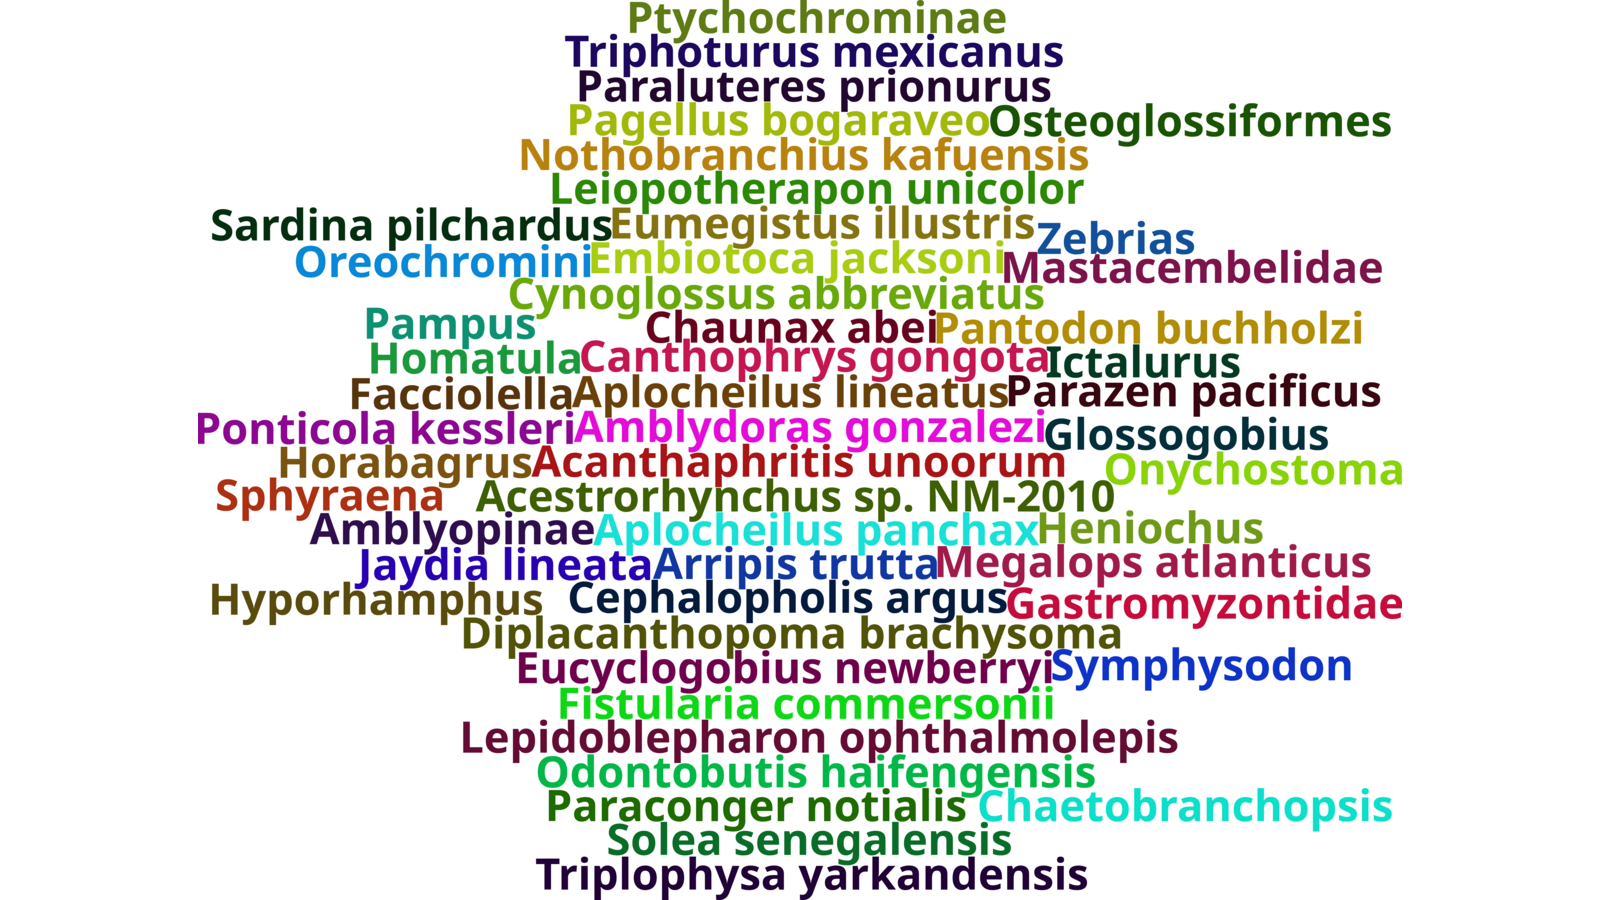 Ptychochrominae
Triphoturus mexicanus
Paraluteres prionurus
Pagellus bogaraveo Osteoglossiformes
Nothobranchius kafuensis
Leiopotherapon unicolor
Sardina pilchardus Eumegistus illustris Zebrias
Oreochromini Embiotoca jacksoni Mastacembelidae
Cynoglossus abbreviatus
Pampus Chaunax abei Pantodon buchholzi
Homatula Canthophrys gongota Ictalurus
Facciolella Aplocheilus lineatus Parazen pacificus
Ponticola kessleri Amblydoras gonzalezi Glossogobius
Horabagrus Acanthaphritis unoorum Onychostoma
Sphyraena Acestrorhynchus sp. NM-2010
Amblyopinae Aplocheilus panchax Heniochus
Jaydia lineata Arripis trutta Megalops atlanticus
Hyporhamphus Cephalopholis argus Gastromyzontidae
Diplacanthopoma brachysoma
Eucyclogobius newberryi Symphysodon
Fistularia commersonii
Lepidoblepharon ophthalmolepis
Odontobutis haifengensis
Paraconger notialis Chaetobranchopsis
Solea senegalensis
Triplophysa yarkandensis